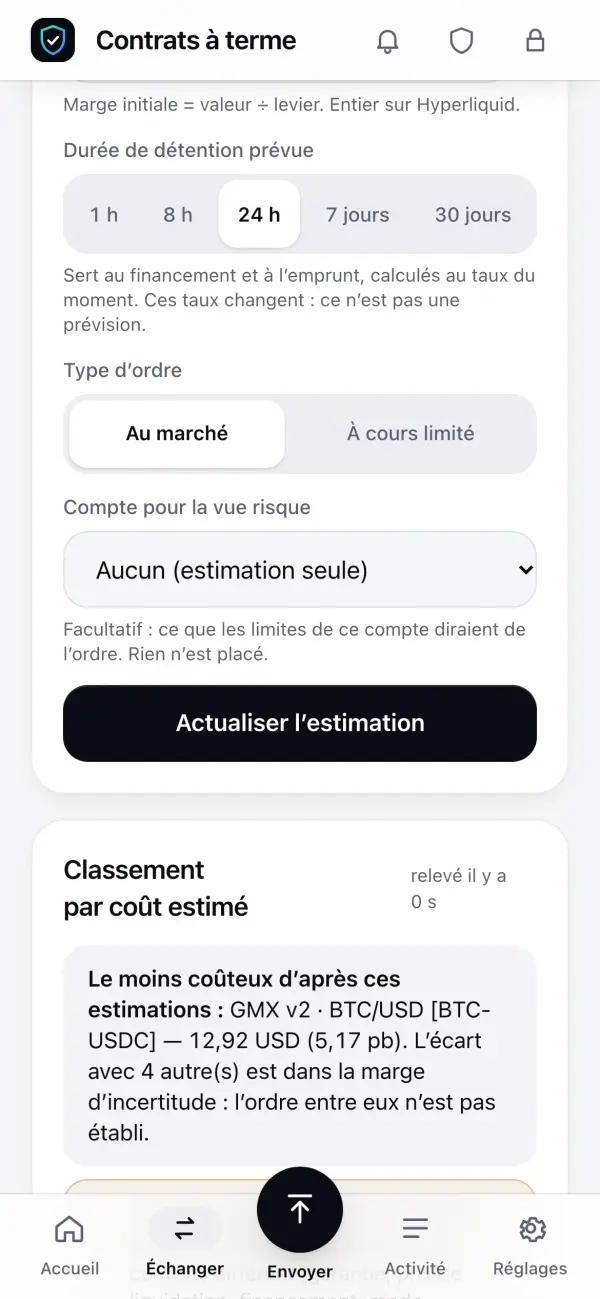 Contrats à terme
Marge initiale = valeur ÷ levier. Entier sur Hyperliquid.
Durée de détention prévue
1 h
8 h
24 h
7 jours
30 jours
Sert au financement et à l’emprunt, calculés au taux du
moment. Ces taux changent : ce n’est pas une
prévision.
Type d’ordre
Au marché
À cours limité
Compte pour la vue risque
Aucun (estimation seule)
Facultatif : ce que les limites de ce compte diraient de
l’ordre. Rien n’est placé.
Actualiser l’estimation
Classement
par coût estimé
relevé il y a
0 s
Le moins coûteux d’après ces
estimations : GMX v2 · BTC/USD [BTC-
USDC] — 12,92 USD (5,17 pb). L’écart
avec 4 autre(s) est dans la marge
d’incertitude : l’ordre entre eux n’est pas
établi.
Accueil
Échanger
Envoyer
Activité
Réglages